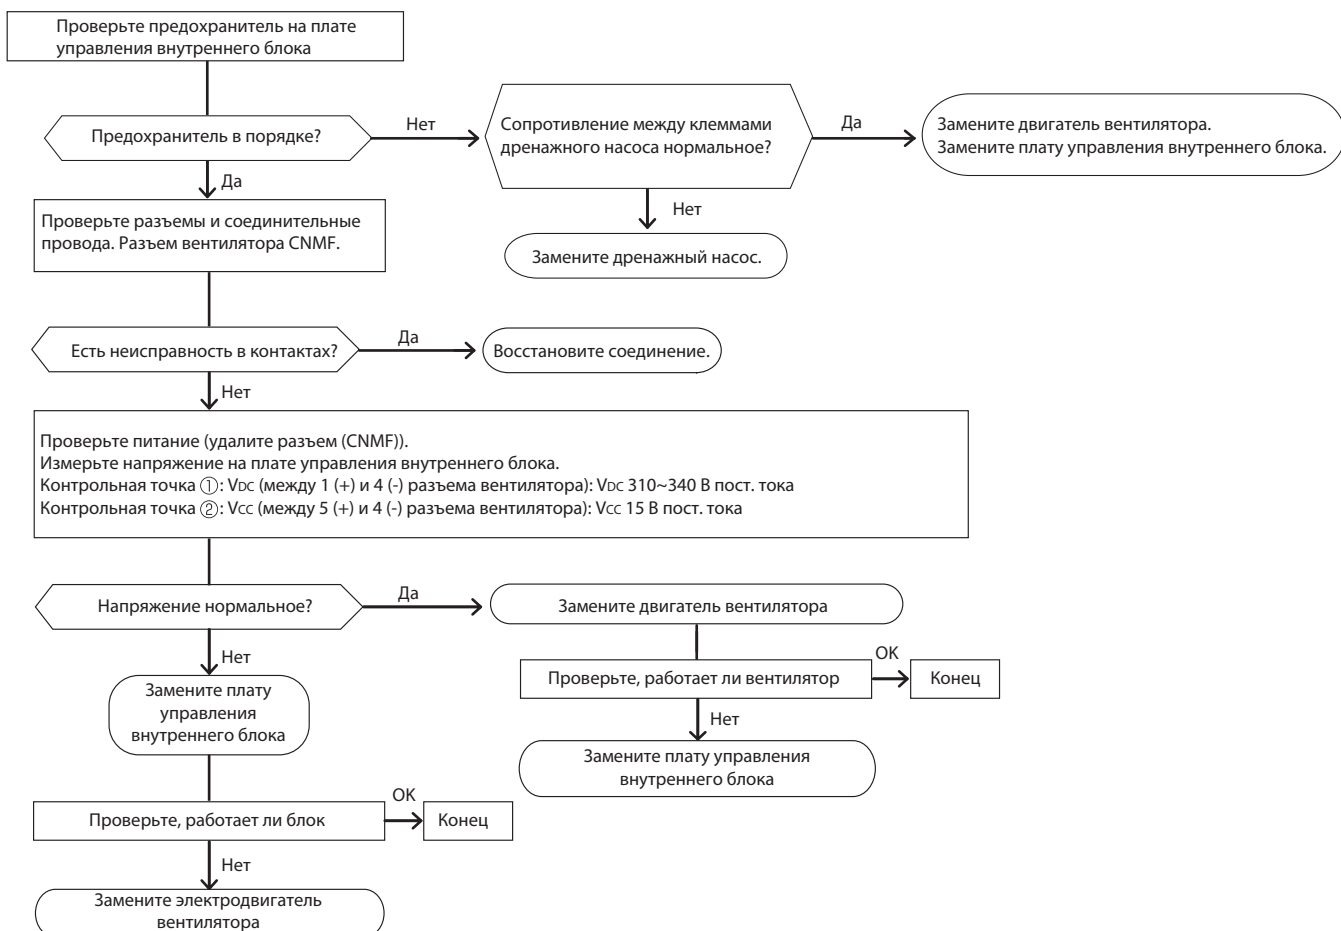 Проверьте предохранитель на плате
управления внутреннего блока
Предохранитель в порядке?
Нет
Сопротивление между клеммами
дренажного насоса нормальное?
Да
Замените двигатель вентилятора.
Замените плату управления внутреннего блока.
Да
Нет
Проверьте разъемы и соединительные
провода. Разъем вентилятора CNMF.
Замените дренажный насос.
Есть неисправность в контактах?
Да
Восстановите соединение.
Нет
Проверьте питание (удалите разъем (CNMF)).
Измерьте напряжение на плате управления внутреннего блока.
Контрольная точка ①: VDC (между 1 (+) и 4 (-) разъема вентилятора): VDC 310~340 В пост. тока
Контрольная точка ②: Vcc (между 5 (+) и 4 (-) разъема вентилятора): Vcc 15 В пост. тока
Напряжение нормальное?
Да
Замените двигатель вентилятора
Нет
Проверьте, работает ли вентилятор
OK
Конец
Замените плату
управления
внутреннего блока
Нет
Замените плату управления
внутреннего блока
Проверьте, работает ли блок
OK
Конец
Нет
Замените электродвигатель
вентилятора